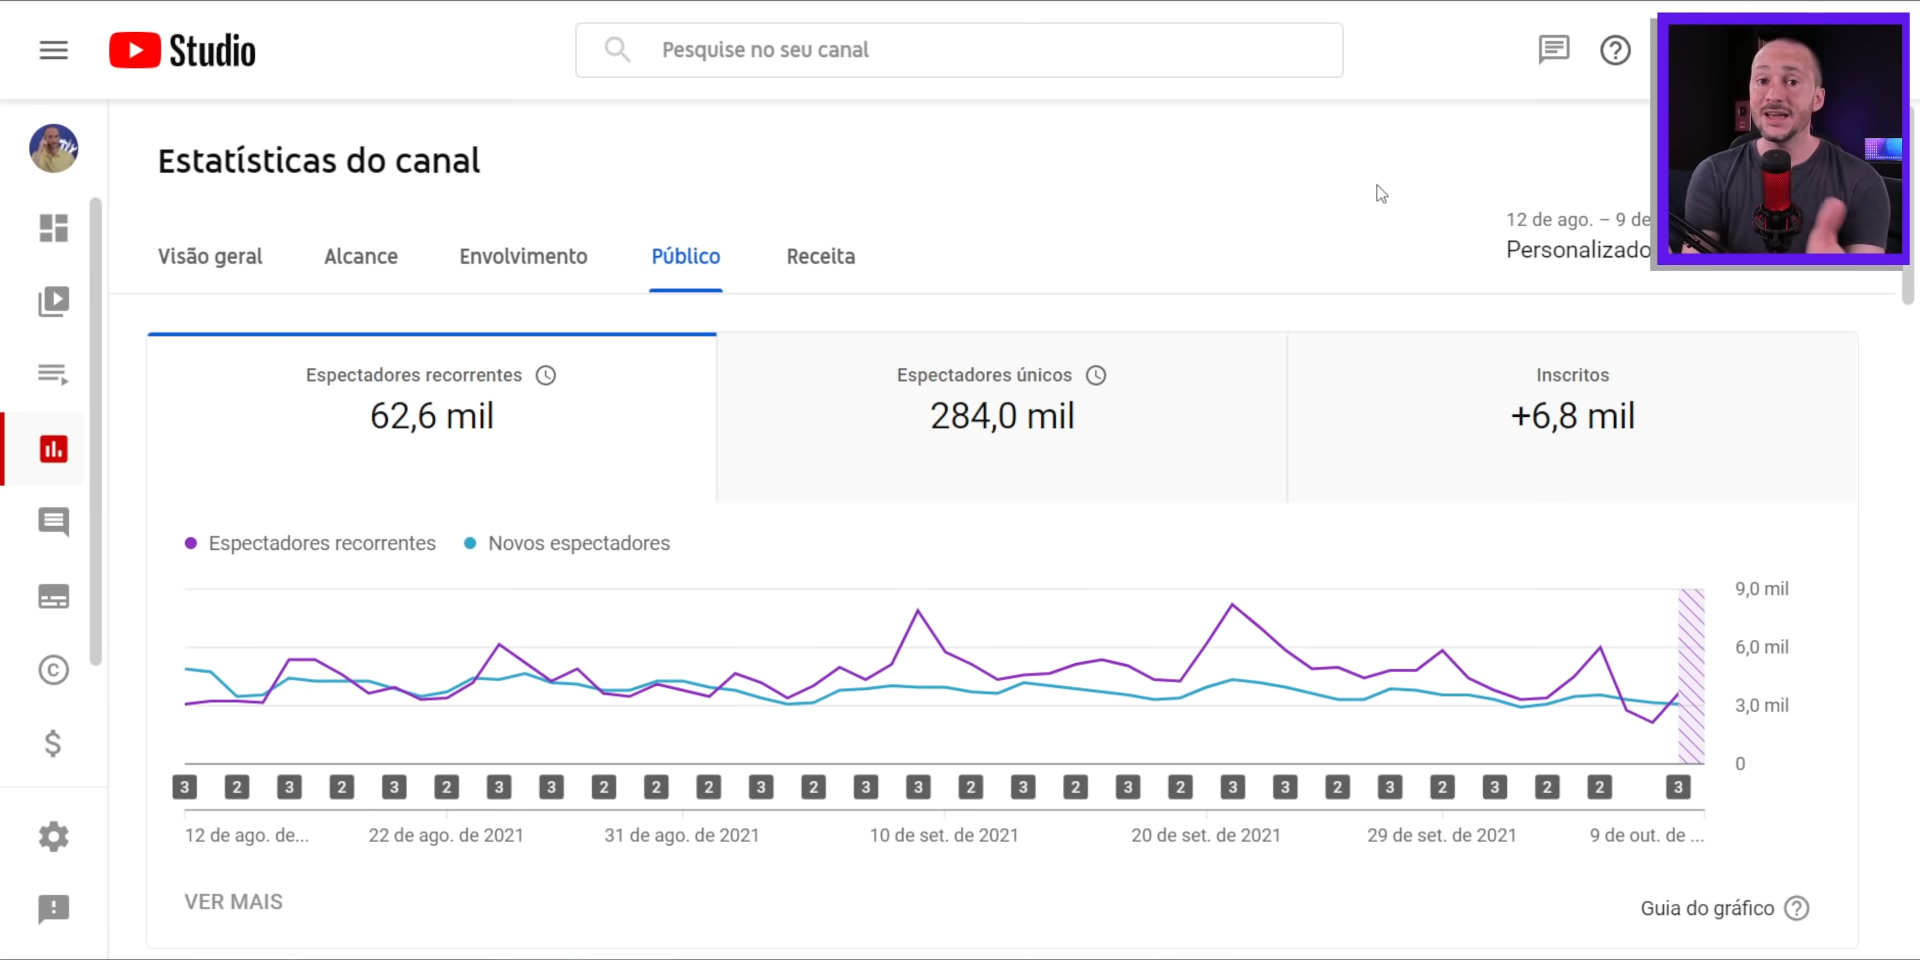 Studio
Pesquise no seu canal
Estatísticas do canal
12 de ago. – 9 de
Personalizado
Visão geral
Alcance
Envolvimento
Público
Receita
Espectadores recorrentes
62,6 mil
Espectadores únicos
284,0 mil
Inscritos
+6,8 mil
Espectadores recorrentes
Novos espectadores
9,0 mil
6,0 mil
3,0 mil
0
3 2 3 2 3 2 3 3 2 2 2 3 2 3 3 2 3 2 3 2 3 3 2 3 2 3 2 2 3
12 de ago. de...
22 de ago. de 2021
31 de ago. de 2021
10 de set. de 2021
20 de set. de 2021
29 de set. de 2021
9 de out. de ...
VER MAIS
Guia do gráfico